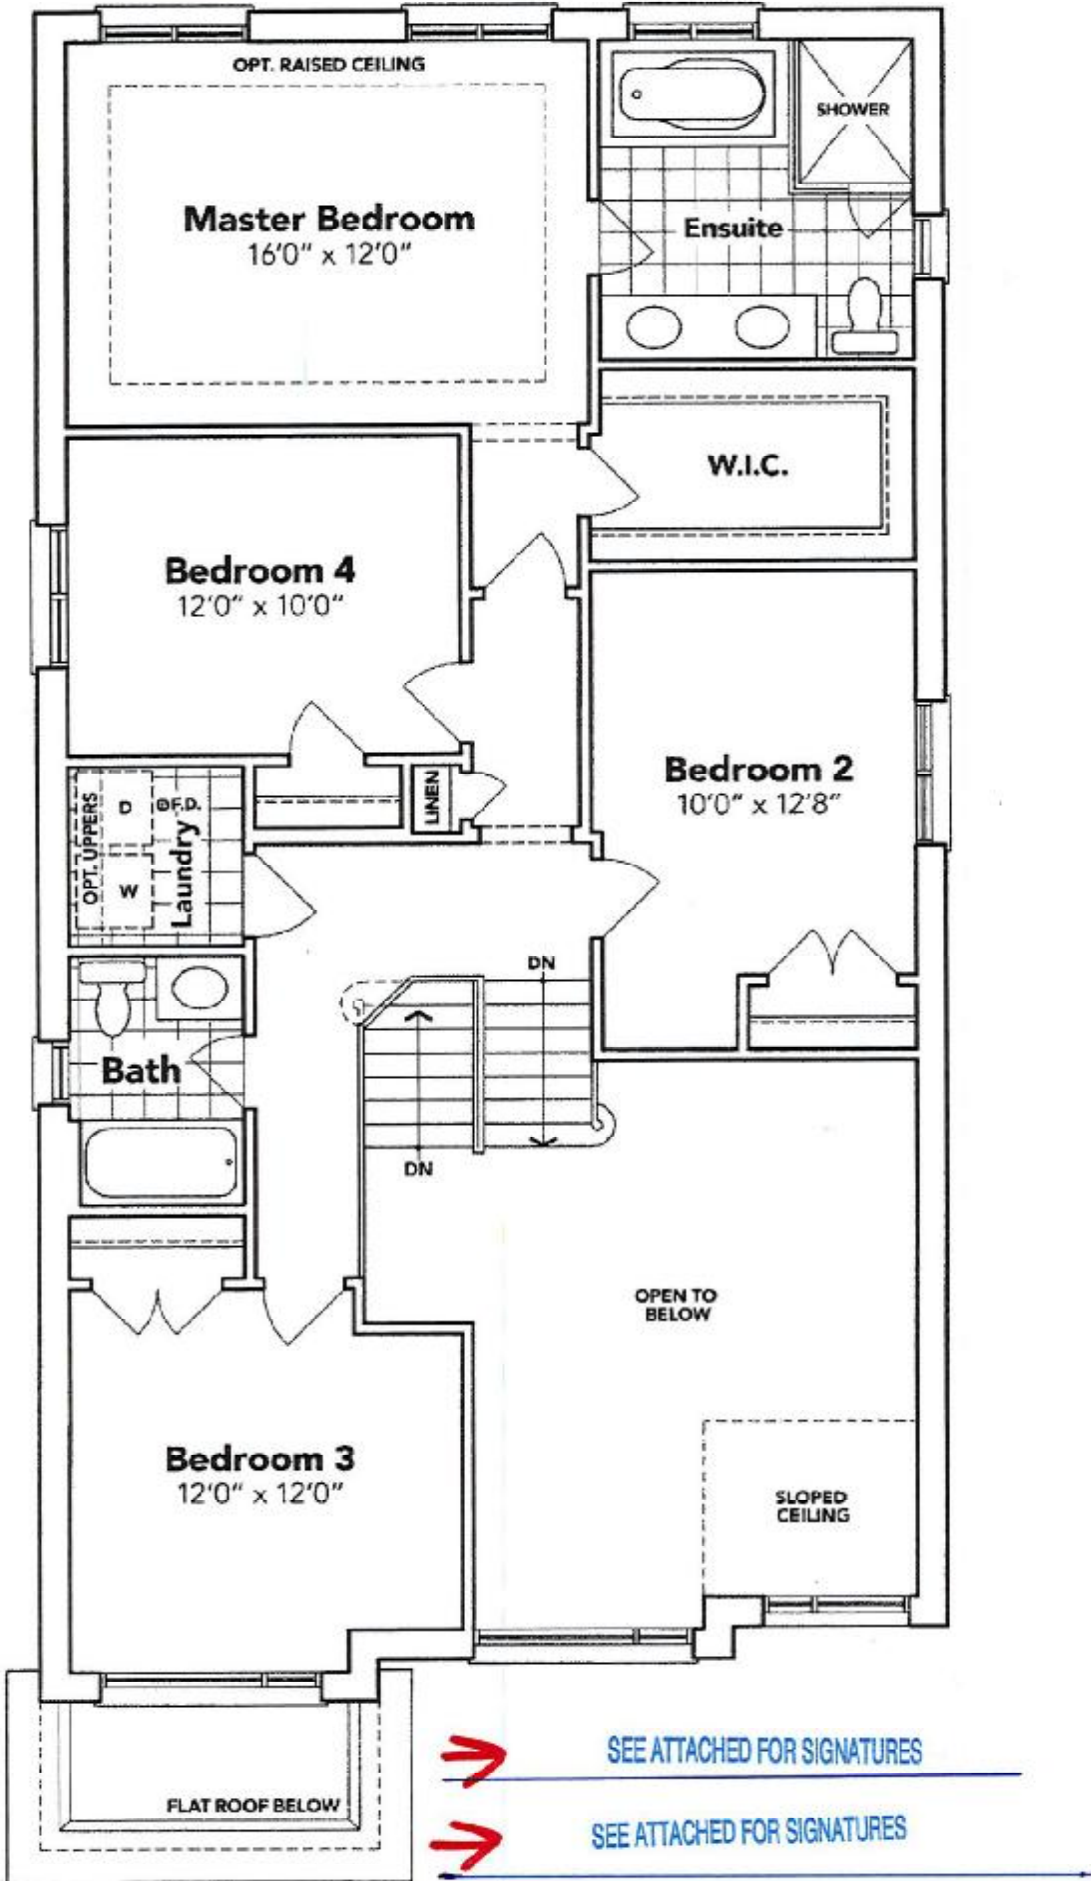 OPT. RAISED CEILING
SHOWER
Master Bedroom
16'0" x 12'0"
Ensuite
W.I.C.
Bedroom 4
12'0" x 10'0"
Bedroom 2
10'0" x 12'8"
OPT. UPPERS
D
F.D.
W
Laundry
LINEN
DN
Bath
DN
OPEN TO
BELOW
Bedroom 3
12'0" x 12'0"
SLOPED
CEILING
FLAT ROOF BELOW
SEE ATTACHED FOR SIGNATURES
SEE ATTACHED FOR SIGNATURES